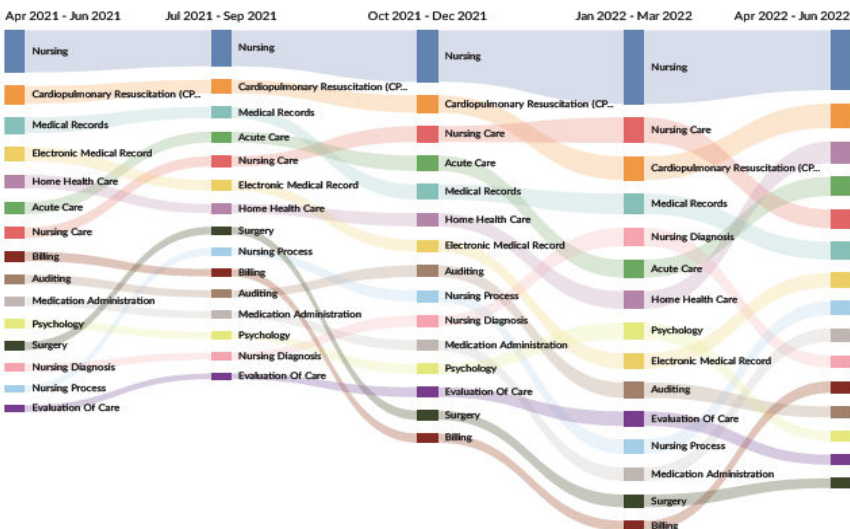 Apr 2021 - Jun 2021
Jul 2021 - Sep 2021
Oct 2021 - Dec 2021
Jan 2022 - Mar 2022
Apr 2022 - Jun 2022
Nursing
Cardiopulmonary Resuscitation (CP...
Medical Records
Electronic Medical Record
Home Health Care
Acute Care
Nursing Care
Billing
Auditing
Medication Administration
Psychology
Surgery
Nursing Diagnosis
Nursing Process
Evaluation Of Care
Nursing
Cardiopulmonary Resuscitation (CP...
Medical Records
Acute Care
Nursing Care
Electronic Medical Record
Home Health Care
Surgery
Nursing Process
Billing
Auditing
Medication Administration
Psychology
Nursing Diagnosis
Evaluation Of Care
Nursing
Cardiopulmonary Resuscitation (CP...
Nursing Care
Acute Care
Medical Records
Home Health Care
Electronic Medical Record
Auditing
Nursing Process
Nursing Diagnosis
Medication Administration
Psychology
Evaluation Of Care
Surgery
Billing
Nursing
Nursing Care
Cardiopulmonary Resuscitation (CP...
Medical Records
Nursing Diagnosis
Acute Care
Home Health Care
Psychology
Electronic Medical Record
Auditing
Evaluation Of Care
Nursing Process
Medication Administration
Surgery
Billing